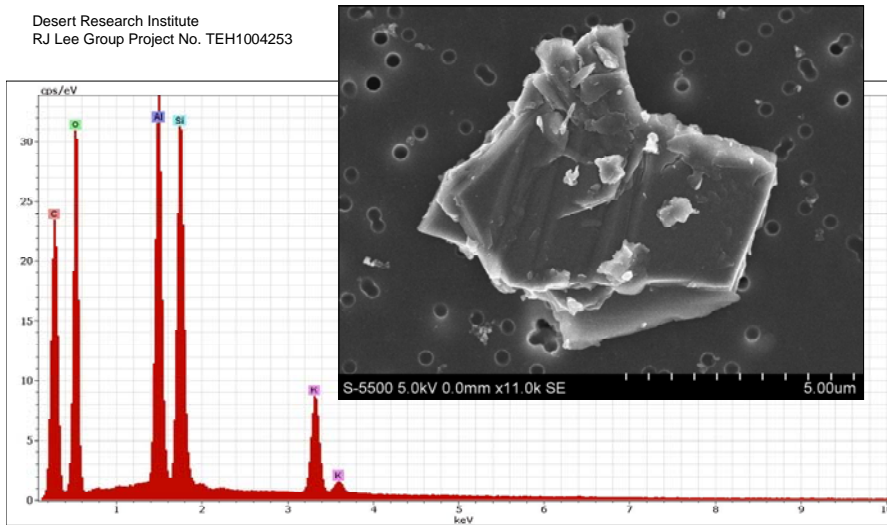 Desert Research Institute
RJ Lee Group Project No. TEH1004253
cps/eV
C
O
Al
Si
K
K
30
25
20
15
10
5
0
1
2
3
4
5
6
7
8
9
keV
S-5500 5.0kV 0.0mm x11.0k SE
5.00um